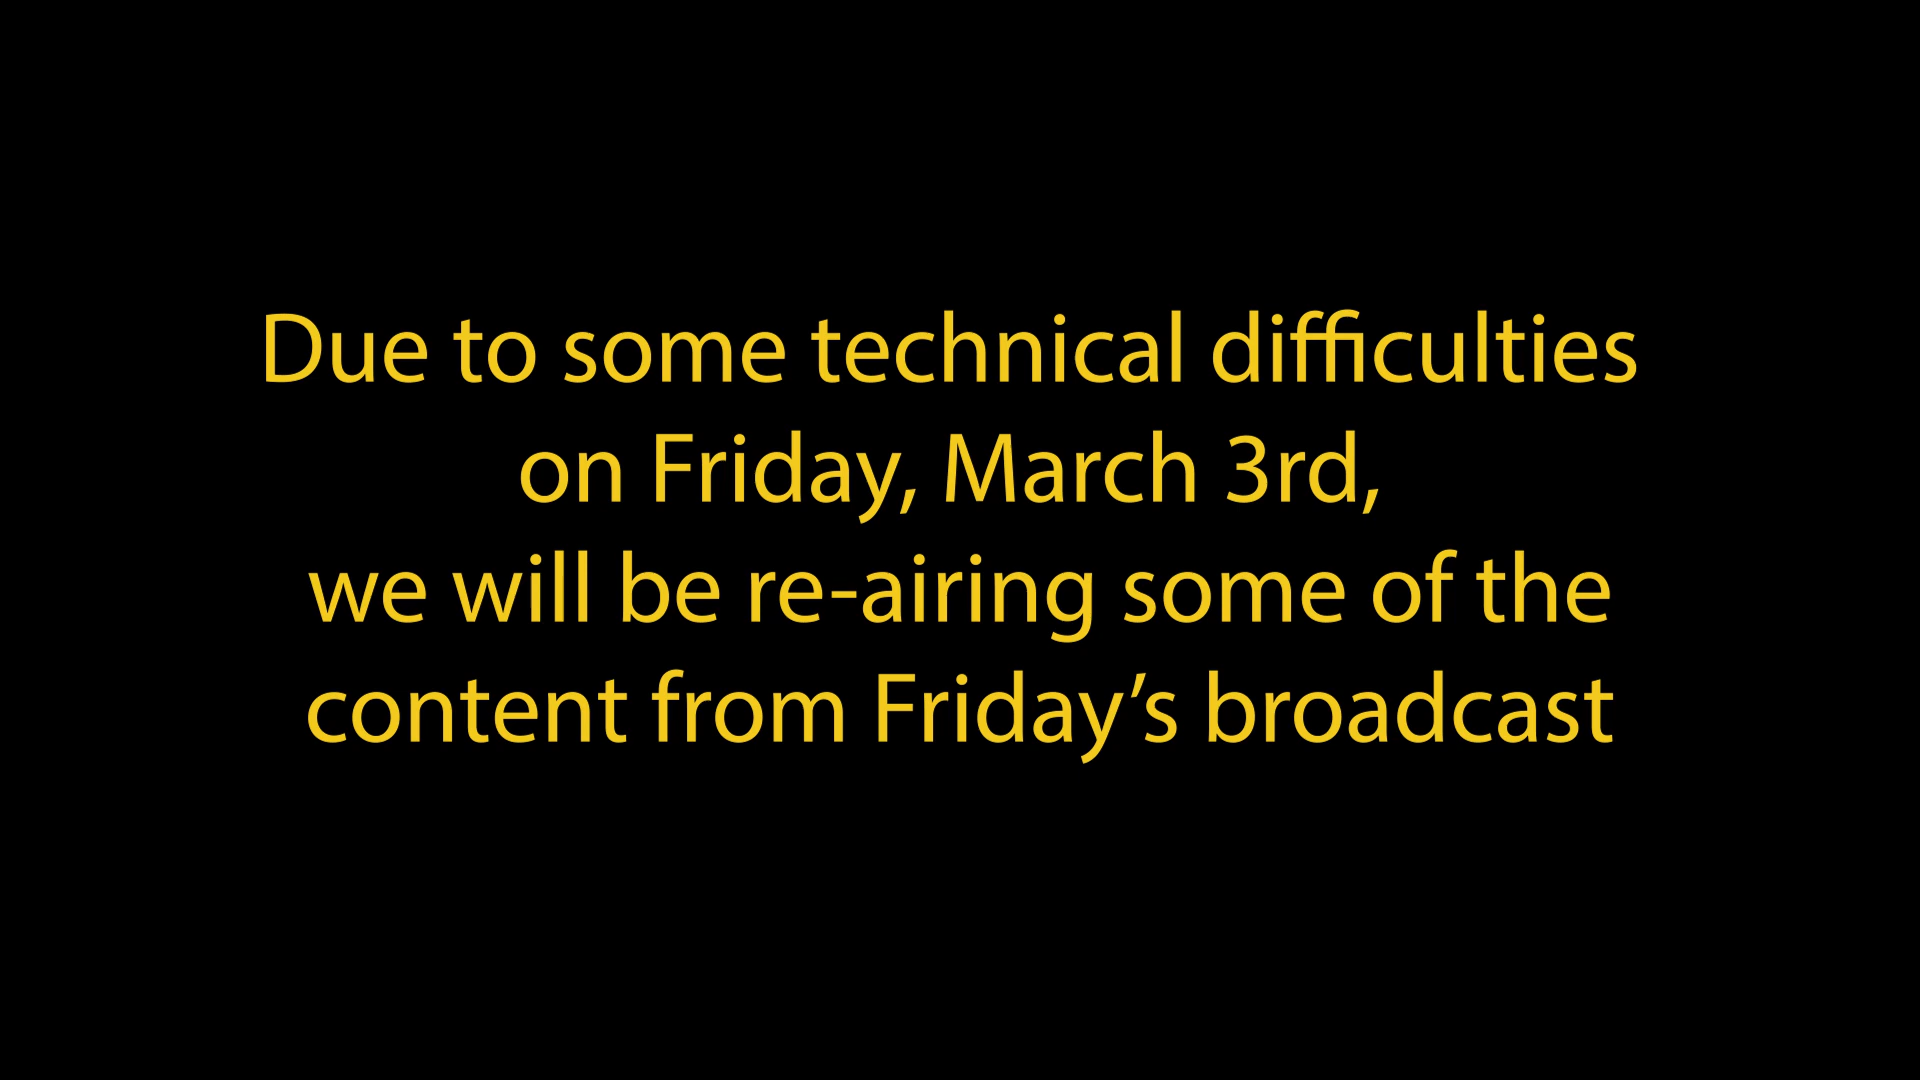 Due to some technical difficulties
on Friday, March 3rd,
we will be re-airing some of the
content from Friday’s broadcast